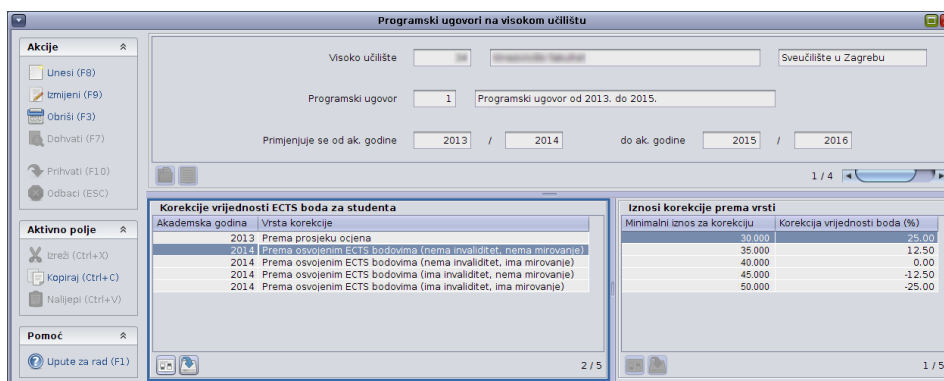 Programski ugovori na visokom učilištu
Akcije
Unesi (F8)
Izmijeni (F9)
Obriši (F3)
Dohvati (F7)
Prihvati (F10)
Odbaci (ESC)
Aktivno polje
Izreži (Ctrl+X)
Kopiraj (Ctrl+C)
Nalijepi (Ctrl+V)
Pomoć
Upute za rad (F1)
Visoko učilište Sveučilište u Zagrebu
Programski ugovor 1 Programski ugovor od 2013. do 2015.
Primjenjuje se od ak. godine 2013 / 2014 do ak. godine 2015 / 2016
1 / 4
Korekcije vrijednosti ECTS boda za studenta
Akademska godina Vrsta korekcije
2013 Prema prosjeku ocjena
2014 Prema osvojenim ECTS bodovima (nema invaliditet, nema mirovanje)
2014 Prema osvojenim ECTS bodovima (nema invaliditet, ima mirovanje)
2014 Prema osvojenim ECTS bodovima (ima invaliditet, nema mirovanje)
2014 Prema osvojenim ECTS bodovima (ima invaliditet, ima mirovanje)
2 / 5
Iznosi korekcije prema vrsti
Minimalni iznos za korekciju Korekcija vrijednosti boda (%)
30.000 25.00
35.000 12.50
40.000 0.00
45.000 -12.50
50.000 -25.00
1 / 5